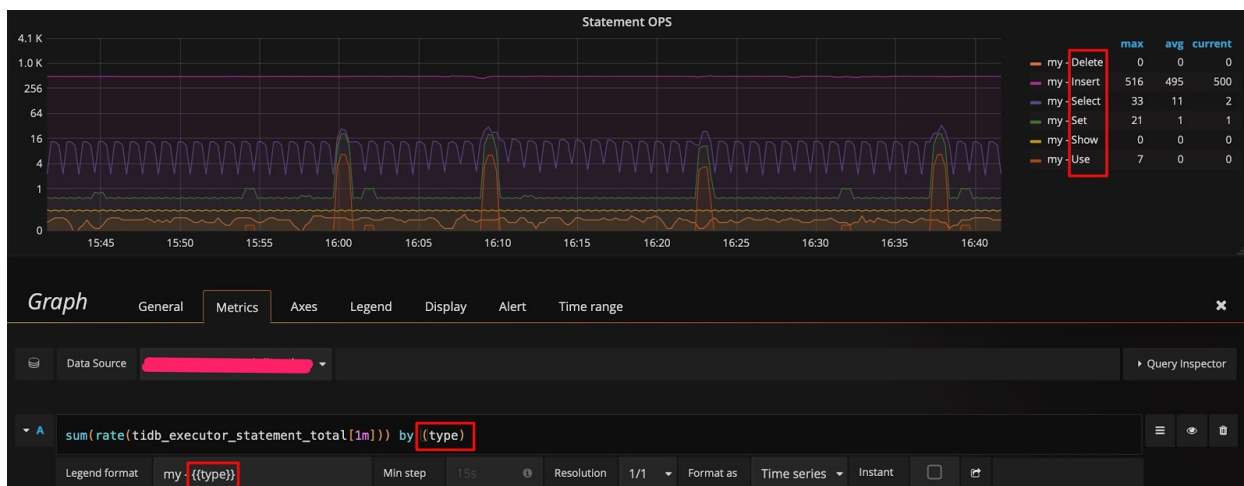 Statement OPS
4.1 K
1.0 K
256
64
16
4
1
0
15:45 15:50 15:55 16:00 16:05 16:10 16:15 16:20 16:25 16:30 16:35 16:40
max avg current
my - Delete 0 0 0
my - Insert 516 495 500
my - Select 33 11 2
my - Set 21 1 1
my - Show 0 0 0
my - Use 7 0 0
Graph General Metrics Axes Legend Display Alert Time range
Data Source Query Inspector
A sum(rate(tidb_executor_statement_total[1m])) by (type)
Legend format my - {{type}} Min step 15s Resolution 1/1 Format as Time series Instant